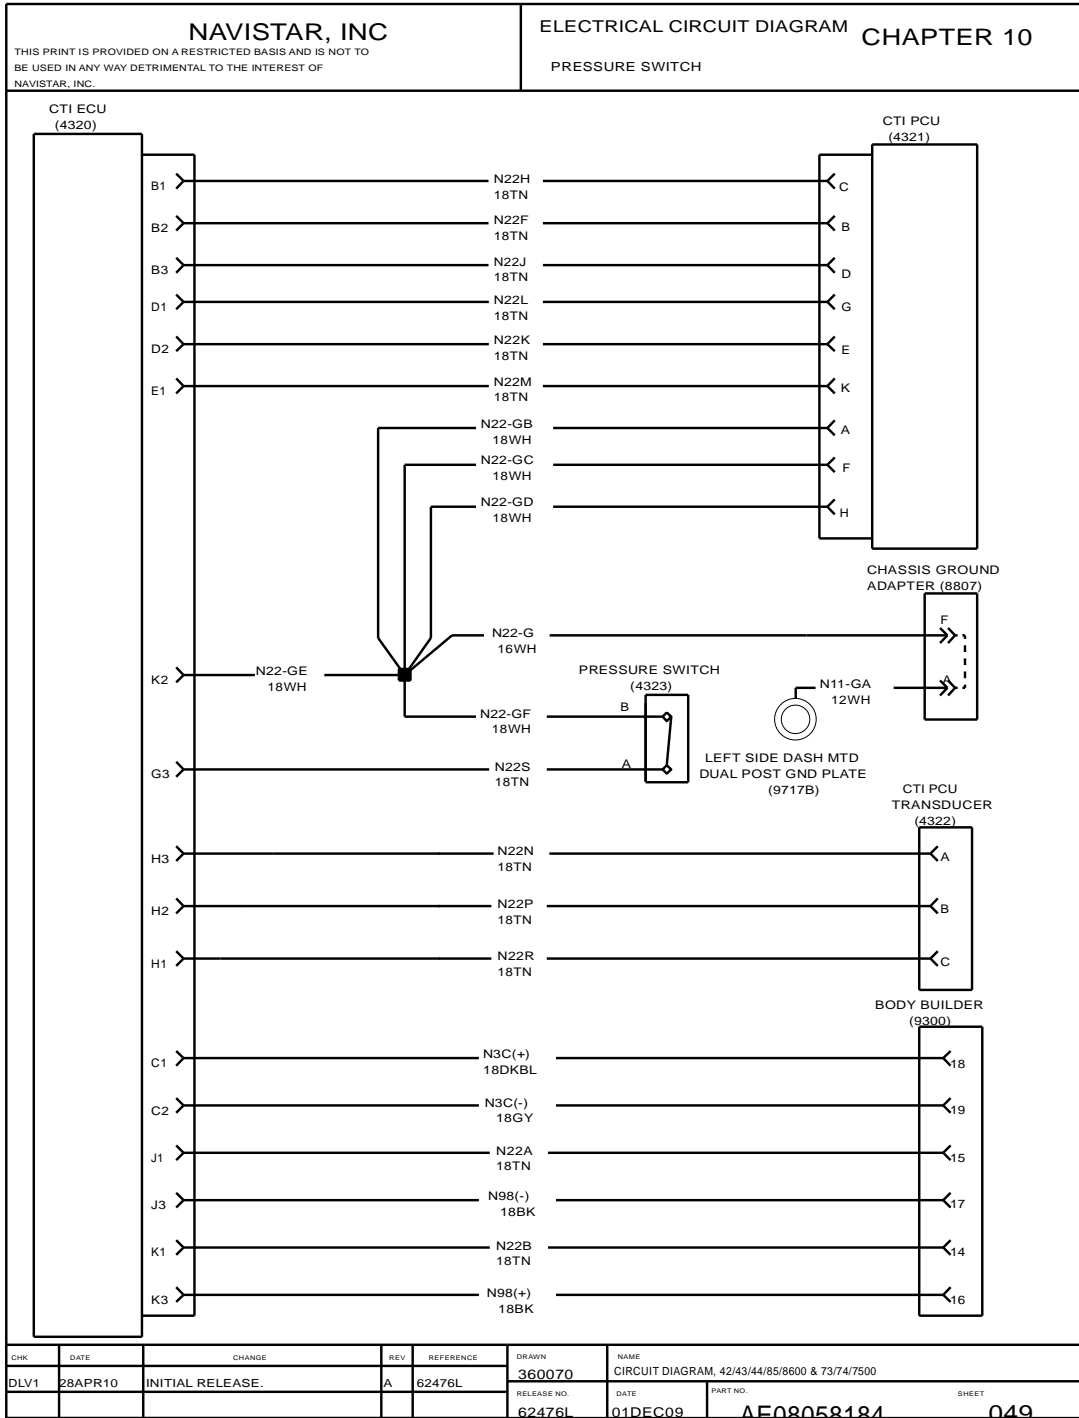 NAVISTAR, INC
THIS PRINT IS PROVIDED ON A RESTRICTED BASIS AND IS NOT TO
BE USED IN ANY WAY DETRIMENTAL TO THE INTEREST OF
NAVISTAR, INC.
ELECTRICAL CIRCUIT DIAGRAM
CHAPTER 10
PRESSURE SWITCH
CTI ECU
(4320)
CTI PCU
(4321)
B1
N22H
18TN
C
B2
N22F
18TN
B
B3
N22J
18TN
D
D1
N22L
18TN
G
D2
N22K
18TN
E
E1
N22M
18TN
K
N22-GB
18WH
A
N22-GC
18WH
F
N22-GD
18WH
H
CHASSIS GROUND
ADAPTER (8807)
F
N22-G
16WH
K2
N22-GE
18WH
PRESSURE SWITCH
(4323)
N11-GA
12WH
A
N22-GF
18WH
B
G3
N22S
18TN
A
LEFT SIDE DASH MTD
DUAL POST GND PLATE
(9717B)
CTI PCU
TRANSDUCER
(4322)
H3
N22N
18TN
A
H2
N22P
18TN
B
H1
N22R
18TN
C
BODY BUILDER
(9300)
C1
N3C(+)
18DKBL
18
C2
N3C(-)
18GY
19
J1
N22A
18TN
15
J3
N98(-)
18BK
17
K1
N22B
18TN
14
K3
N98(+)
18BK
16
CHK DATE CHANGE REV REFERENCE
DLV1 28APR10 INITIAL RELEASE. A 62476L
DRAWN
360070
NAME
CIRCUIT DIAGRAM, 42/43/44/85/8600 & 73/74/7500
RELEASE NO.
62476L
DATE
01DEC09
PART NO.
AE08058184
SHEET
049